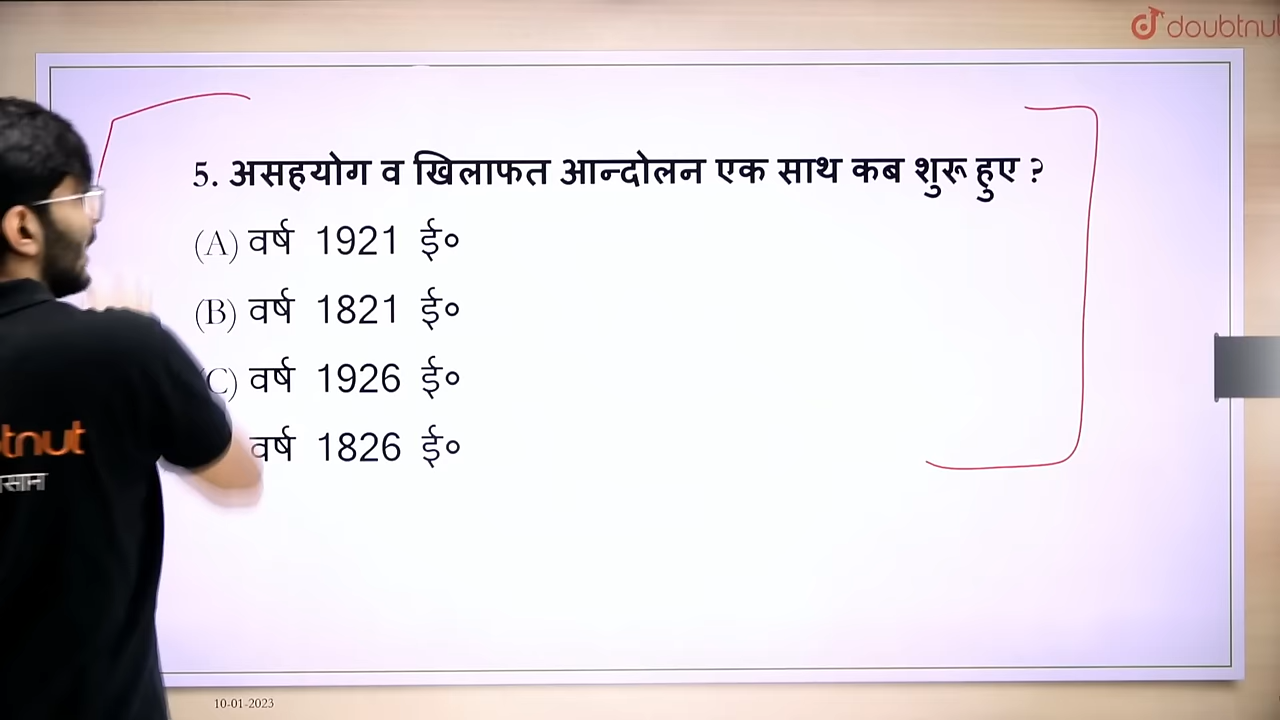 doubtnut
5. असहयोग व खिलाफत आन्दोलन एक साथ कब शुरू हुए ?
(A) वर्ष 1921 ई०
(B) वर्ष 1821 ई०
C) वर्ष 1926 ई०
वर्ष 1826 ई०
tnut
सान
10-01-2023